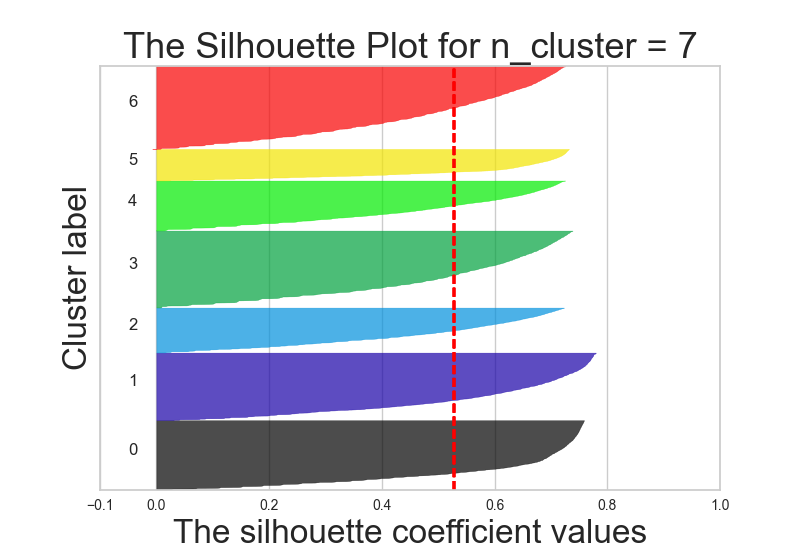 The Silhouette Plot for n_cluster = 7
Cluster label
6
5
4
3
2
1
0
−0.1 0.0 0.2 0.4 0.6 0.8 1.0
The silhouette coefficient values